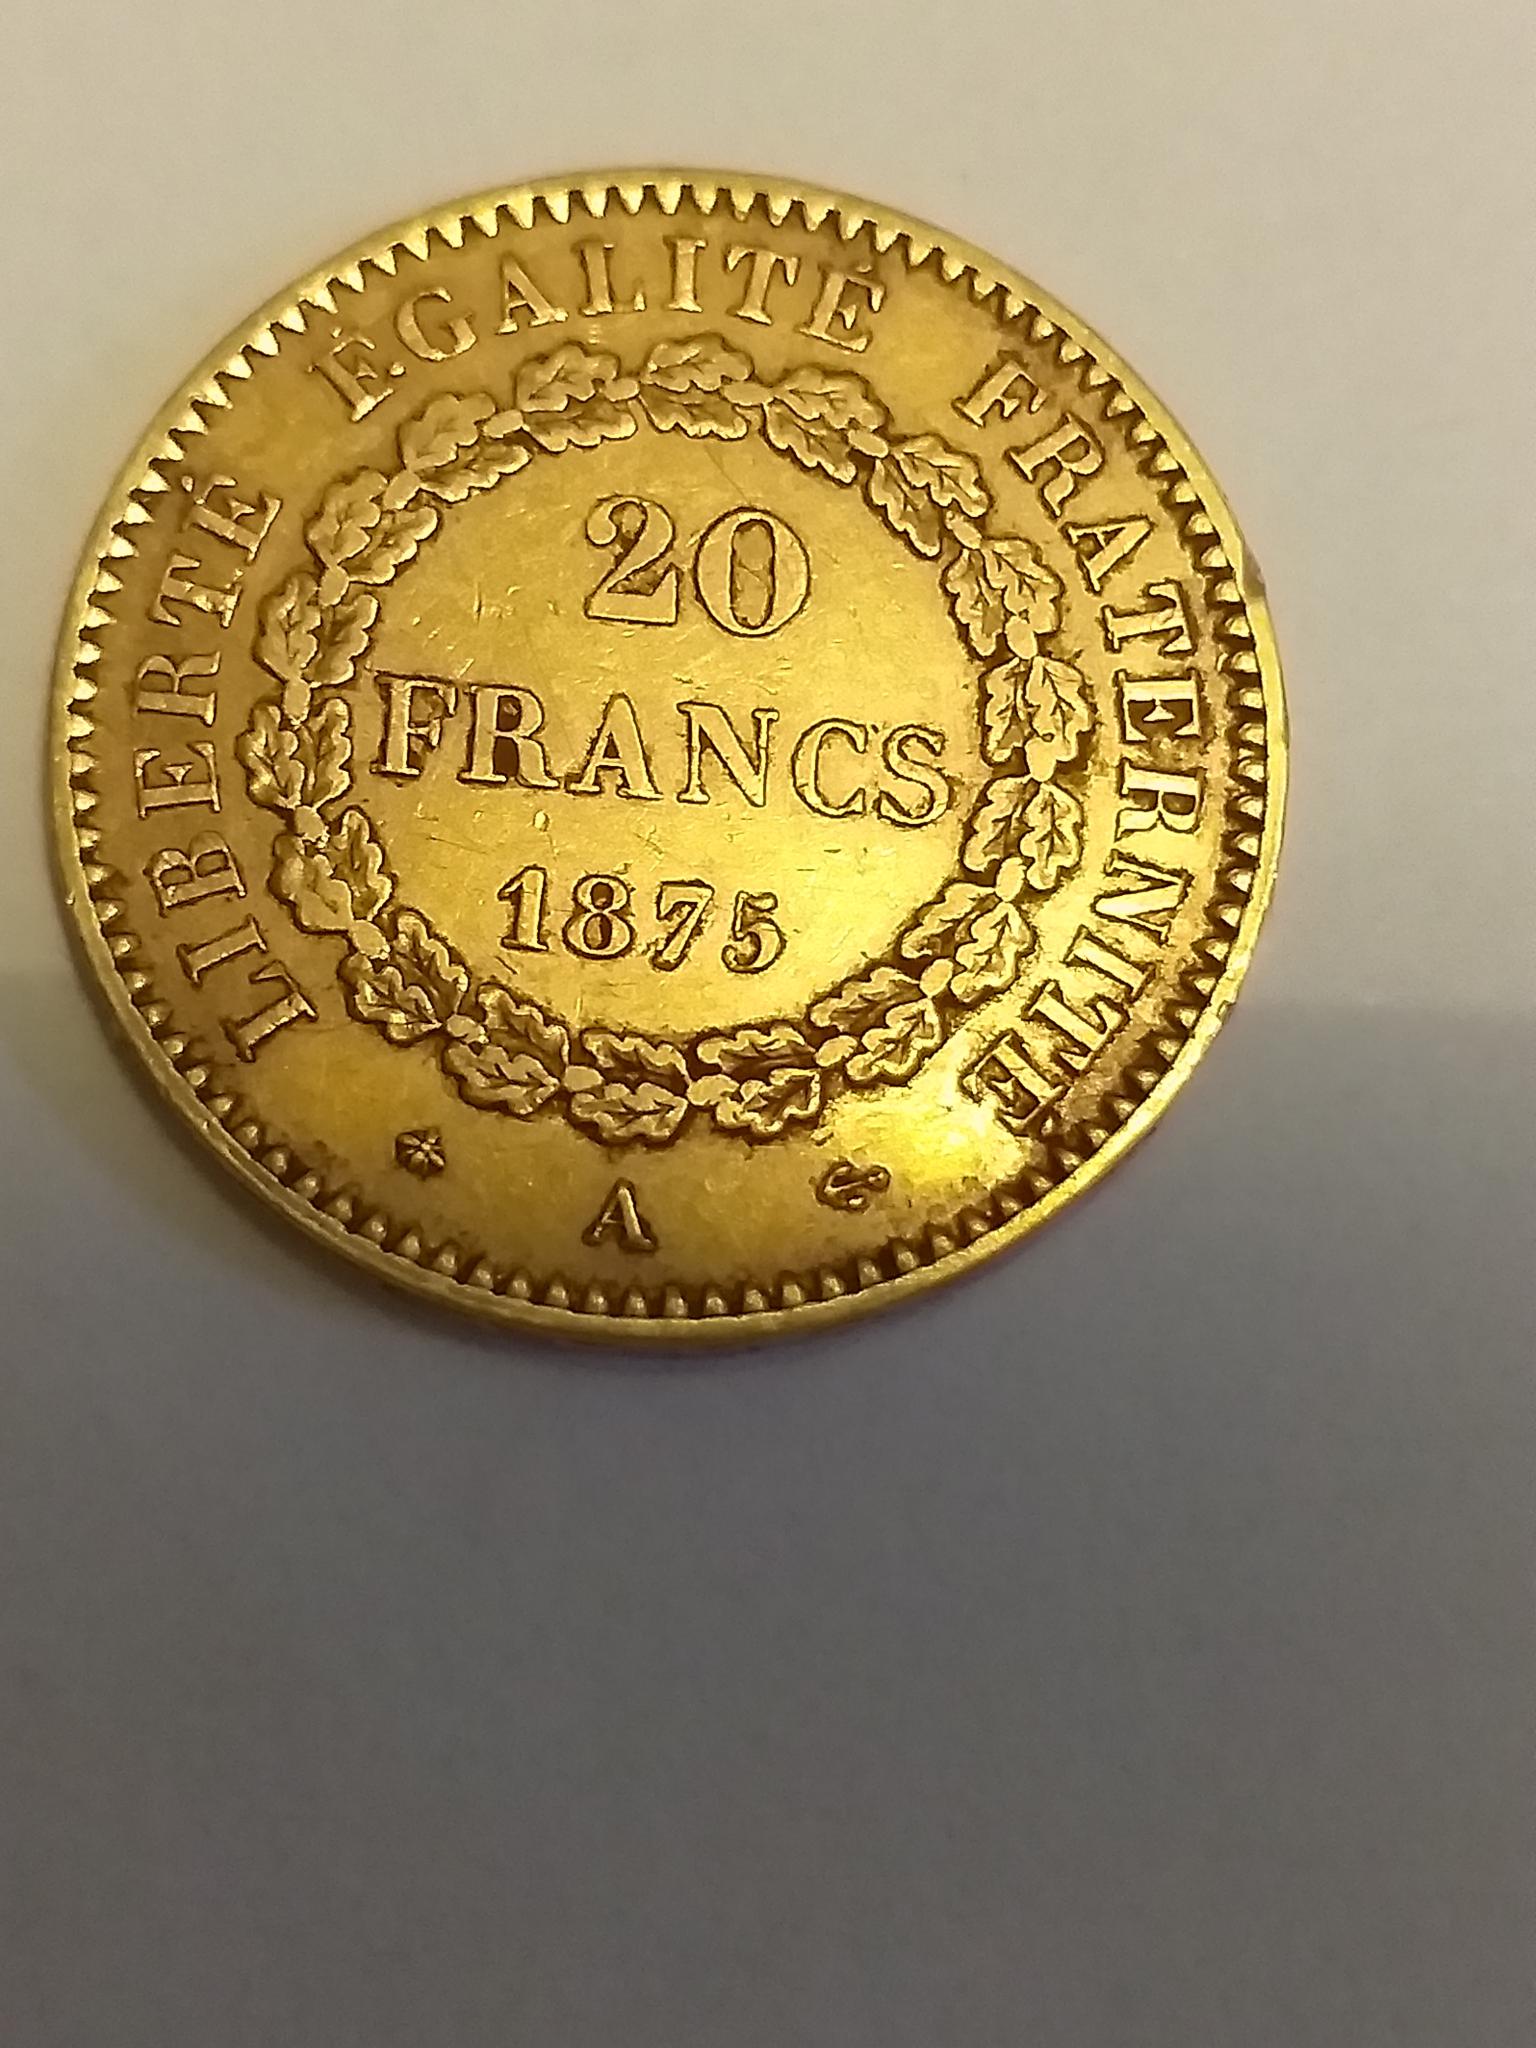 LIBERTÉ ÉGALITÉ FRATERNITÉ
20
FRANCS
1875
A